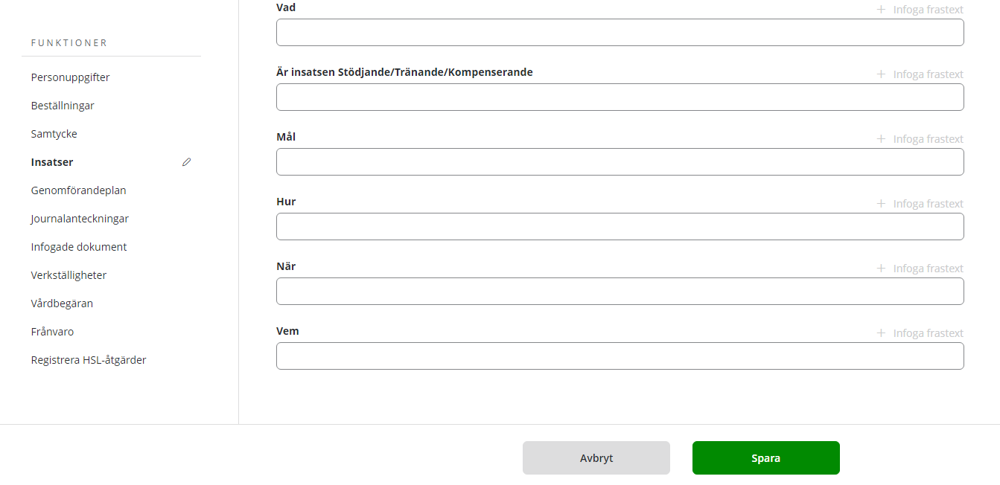 FUNKTIONER
Personuppgifter
Beställningar
Samtycke
Insatser
Genomförandeplan
Journalanteckningar
Infogade dokument
Verkställigheter
Vårdbegäran
Frånvaro
Registrera HSL-åtgärder
Vad
+ Infoga frastext
Är insatsen Stödjande/Tränande/Kompenserande
+ Infoga frastext
Mål
+ Infoga frastext
Hur
+ Infoga frastext
När
+ Infoga frastext
Vem
+ Infoga frastext
Avbryt
Spara